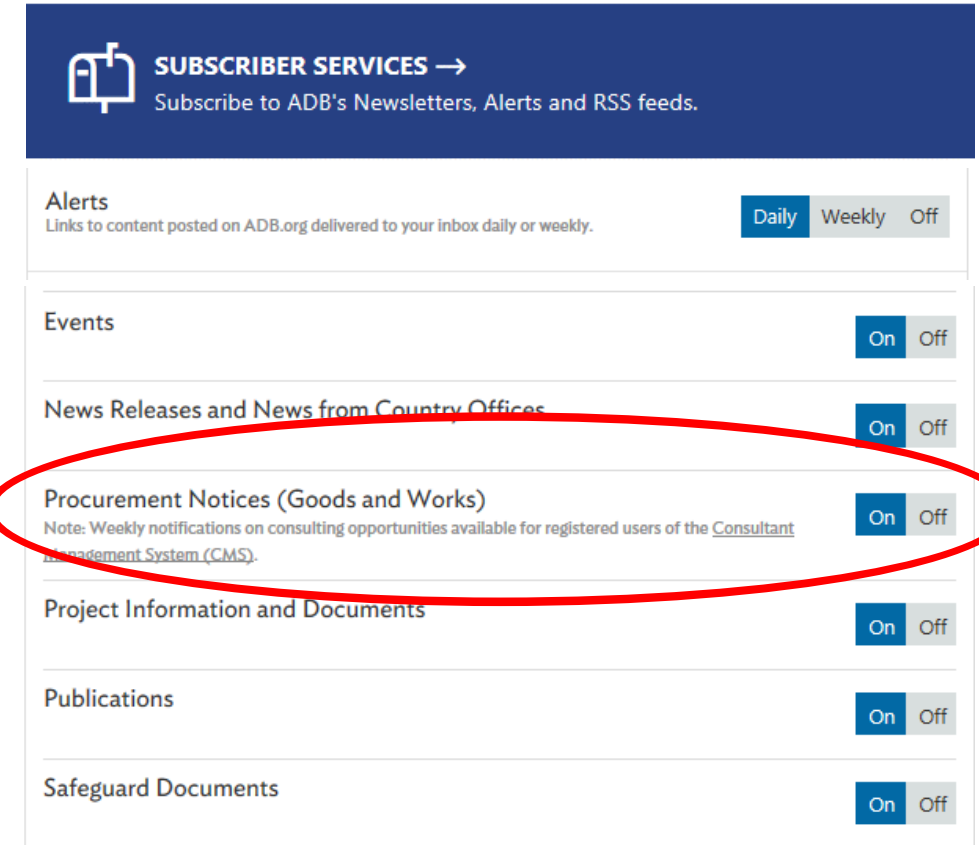 SUBSCRIBER SERVICES →
Subscribe to ADB's Newsletters, Alerts and RSS feeds.
Alerts
Links to content posted on ADB.org delivered to your inbox daily or weekly.
Daily Weekly Off
Events
On Off
News Releases and News from Country Offices
On Off
Procurement Notices (Goods and Works)
Note: Weekly notifications on consulting opportunities available for registered users of the Consultant
Management System (CMS).
On Off
Project Information and Documents
On Off
Publications
On Off
Safeguard Documents
On Off